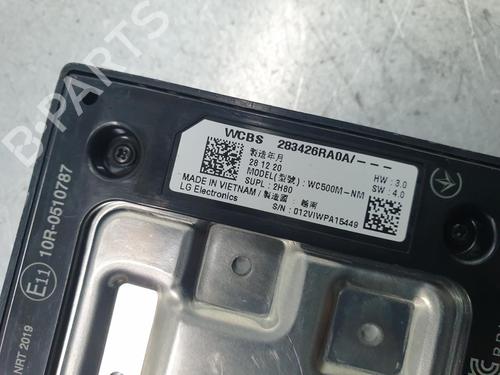 B-PARTS
WCBS 283426RA0A/---
製造年月
28 12 20
MODEL(型號): WC500M-NM
HW : 3.0
SW : 4.0
MADE IN VIETNAM / 製造國 : 越南
SUPL : 2H80
LG Electronics
S/N : 012VIWPA15449
E11 10R-0510787
NRT 2019